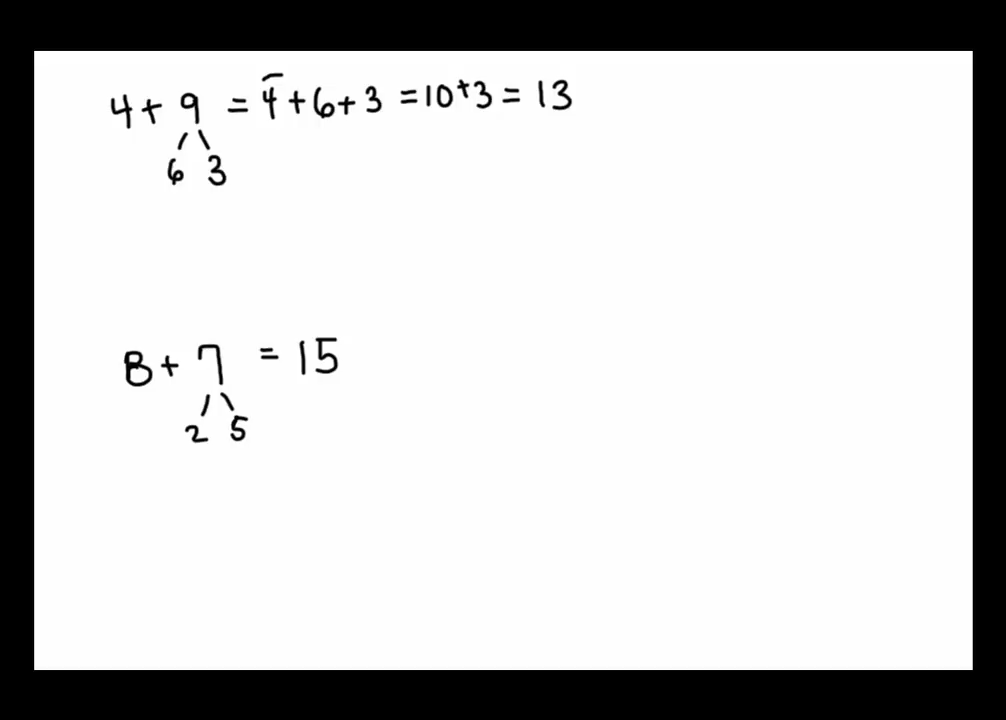 4 + 9 = 4 + 6 + 3 = 10 + 3 = 13
6 3
8 + 7 = 15
2 5